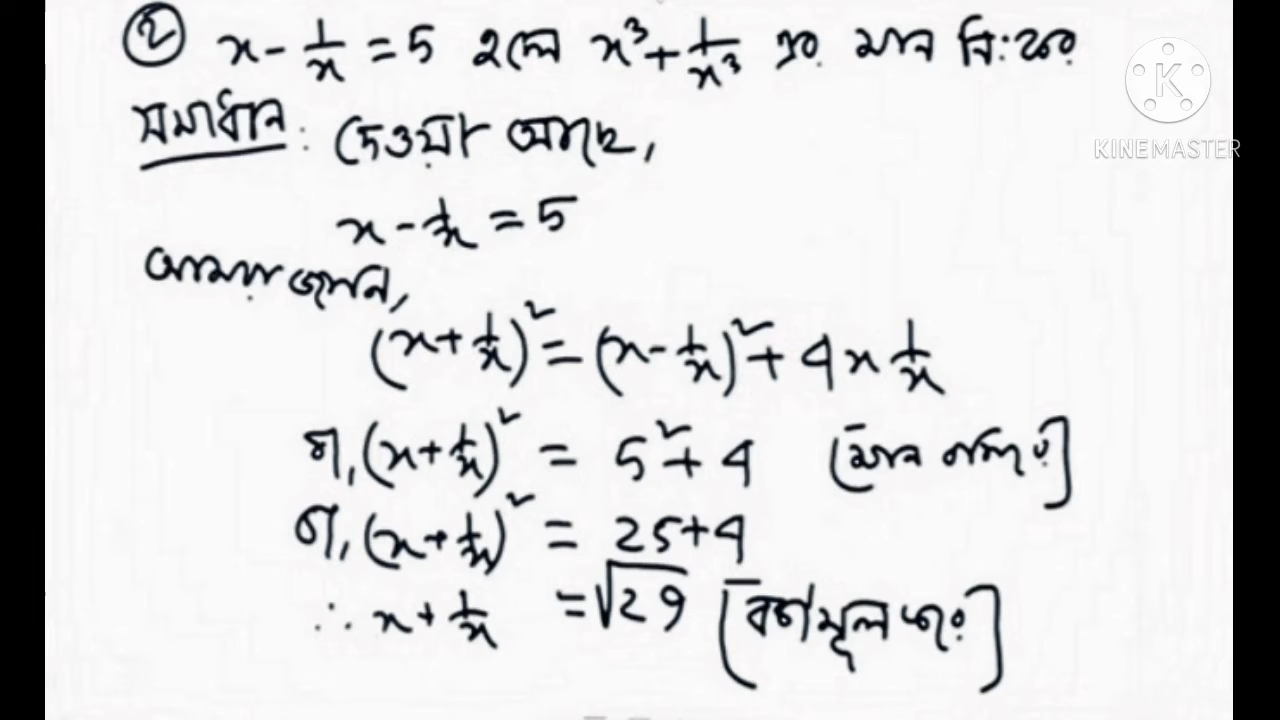 ② x - 1/x = 5 হলে x³ + 1/x³ এর মান নি:কর
K
KINEMASTER
সমাধান: দেওয়া আছে,
x - 1/x = 5
আমরা জানি,
(x + 1/x)² = (x - 1/x)² + 4 x 1/x
বা, (x + 1/x)² = 5² + 4 [মান বসিয়ে]
বা, (x + 1/x)² = 25 + 4
∴ x + 1/x = √29 [বর্গমূল করে]